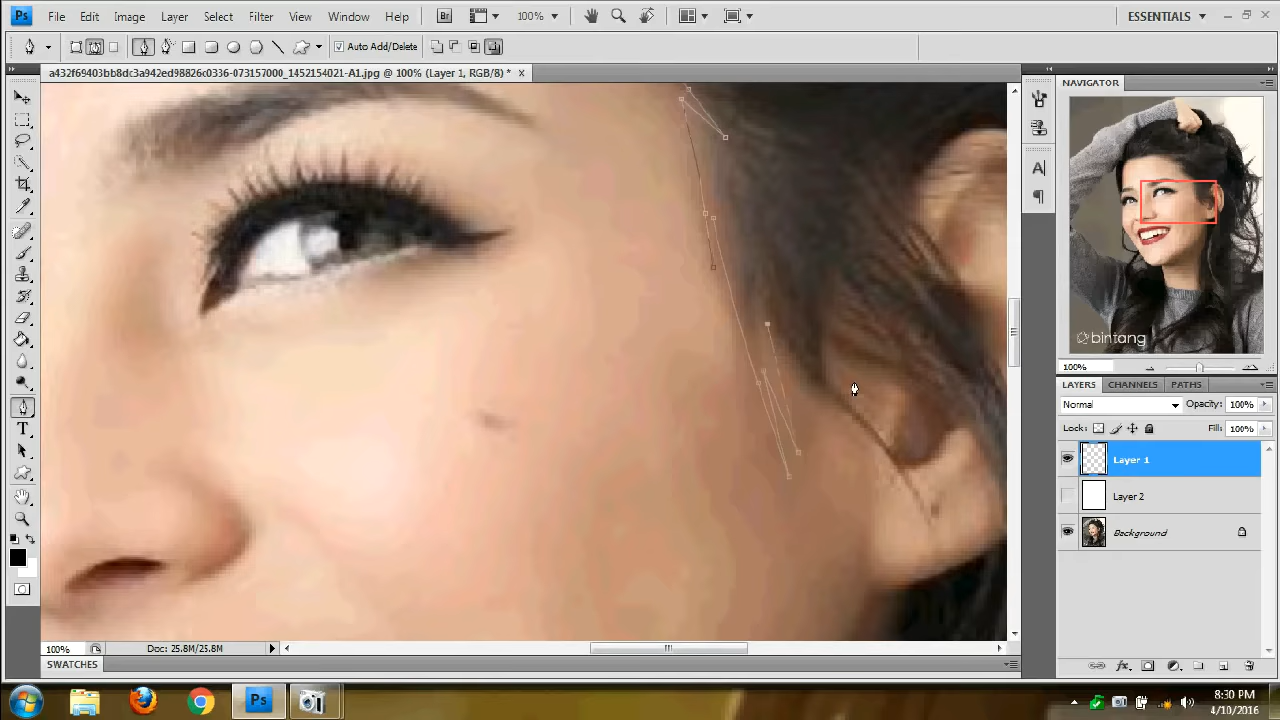 Ps File Edit Image Layer Select Filter View Window Help Br 100% ESSENTIALS
Auto Add/Delete
a432f69403bb8dc3a942ed98826c0336-073157000_1452154021-A1.jpg @ 100% (Layer 1, RGB/8) *
NAVIGATOR
bintang
100%
LAYERS CHANNELS PATHS
Normal Opacity: 100%
Lock: Fill: 100%
Layer 1
Layer 2
Background
100% Doc: 25.8M/25.8M
SWATCHES
Ps
8:30 PM
4/10/2016